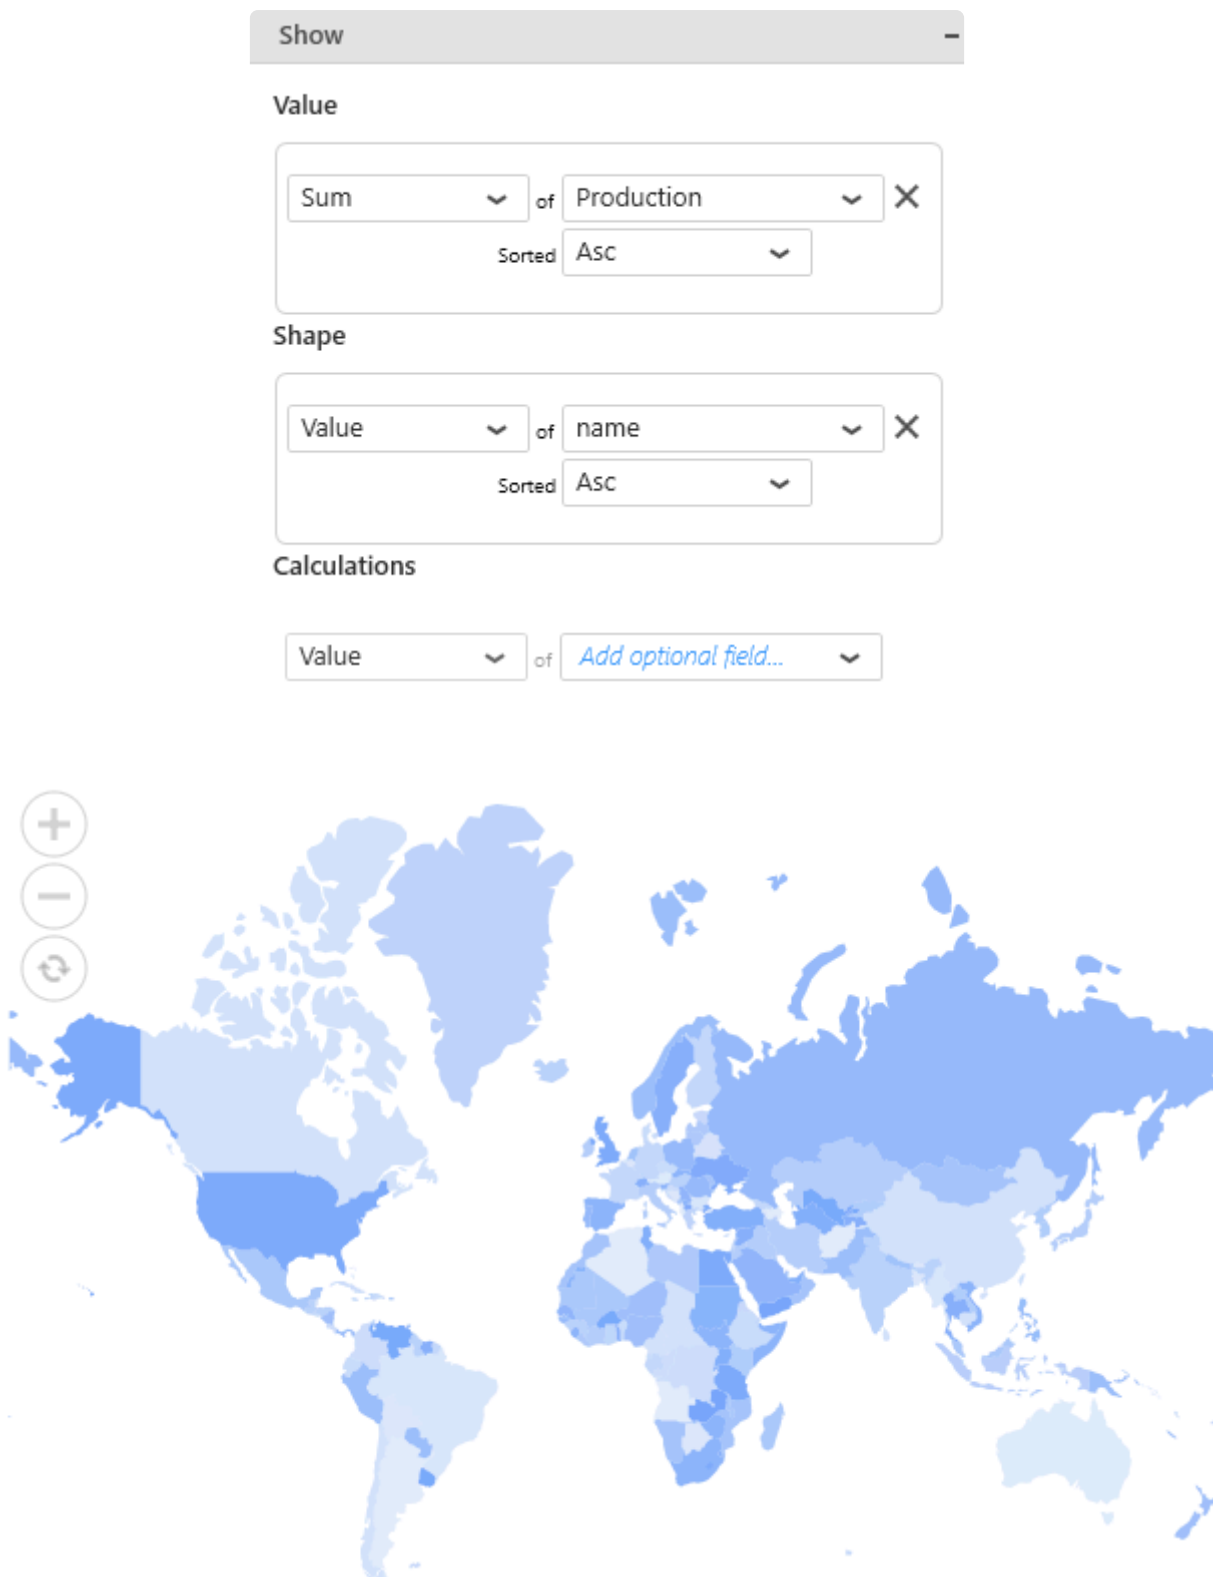 Show
Value
Sum of Production
Sorted Asc
Shape
Value of name
Sorted Asc
Calculations
Value of Add optional field...